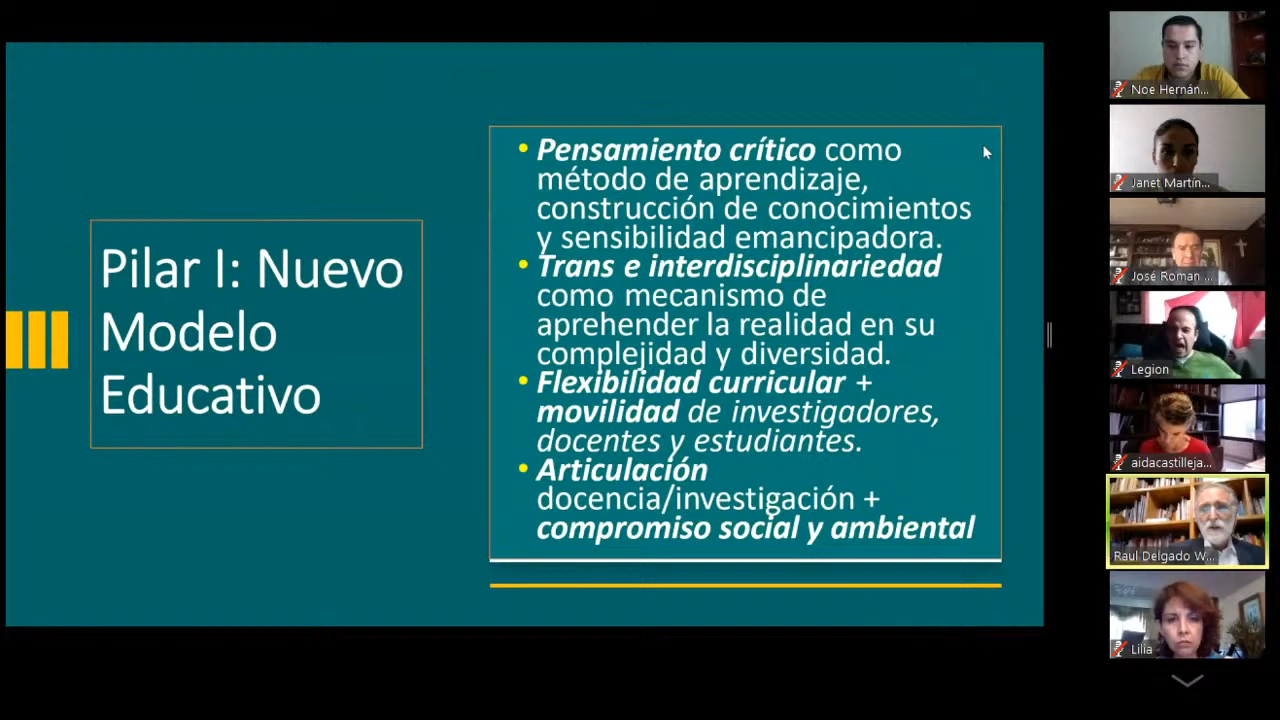 Pilar I: Nuevo
Modelo
Educativo
• Pensamiento crítico como
método de aprendizaje,
construcción de conocimientos
y sensibilidad emancipadora.
• Trans e interdisciplinariedad
como mecanismo de
aprehender la realidad en su
complejidad y diversidad.
• Flexibilidad curricular +
movilidad de investigadores,
docentes y estudiantes.
• Articulación
docencia/investigación +
compromiso social y ambiental
Noe Hernán...
Janet Martín...
José Roman ...
Legion
aidacastilleja...
Raul Delgado W...
Lilia